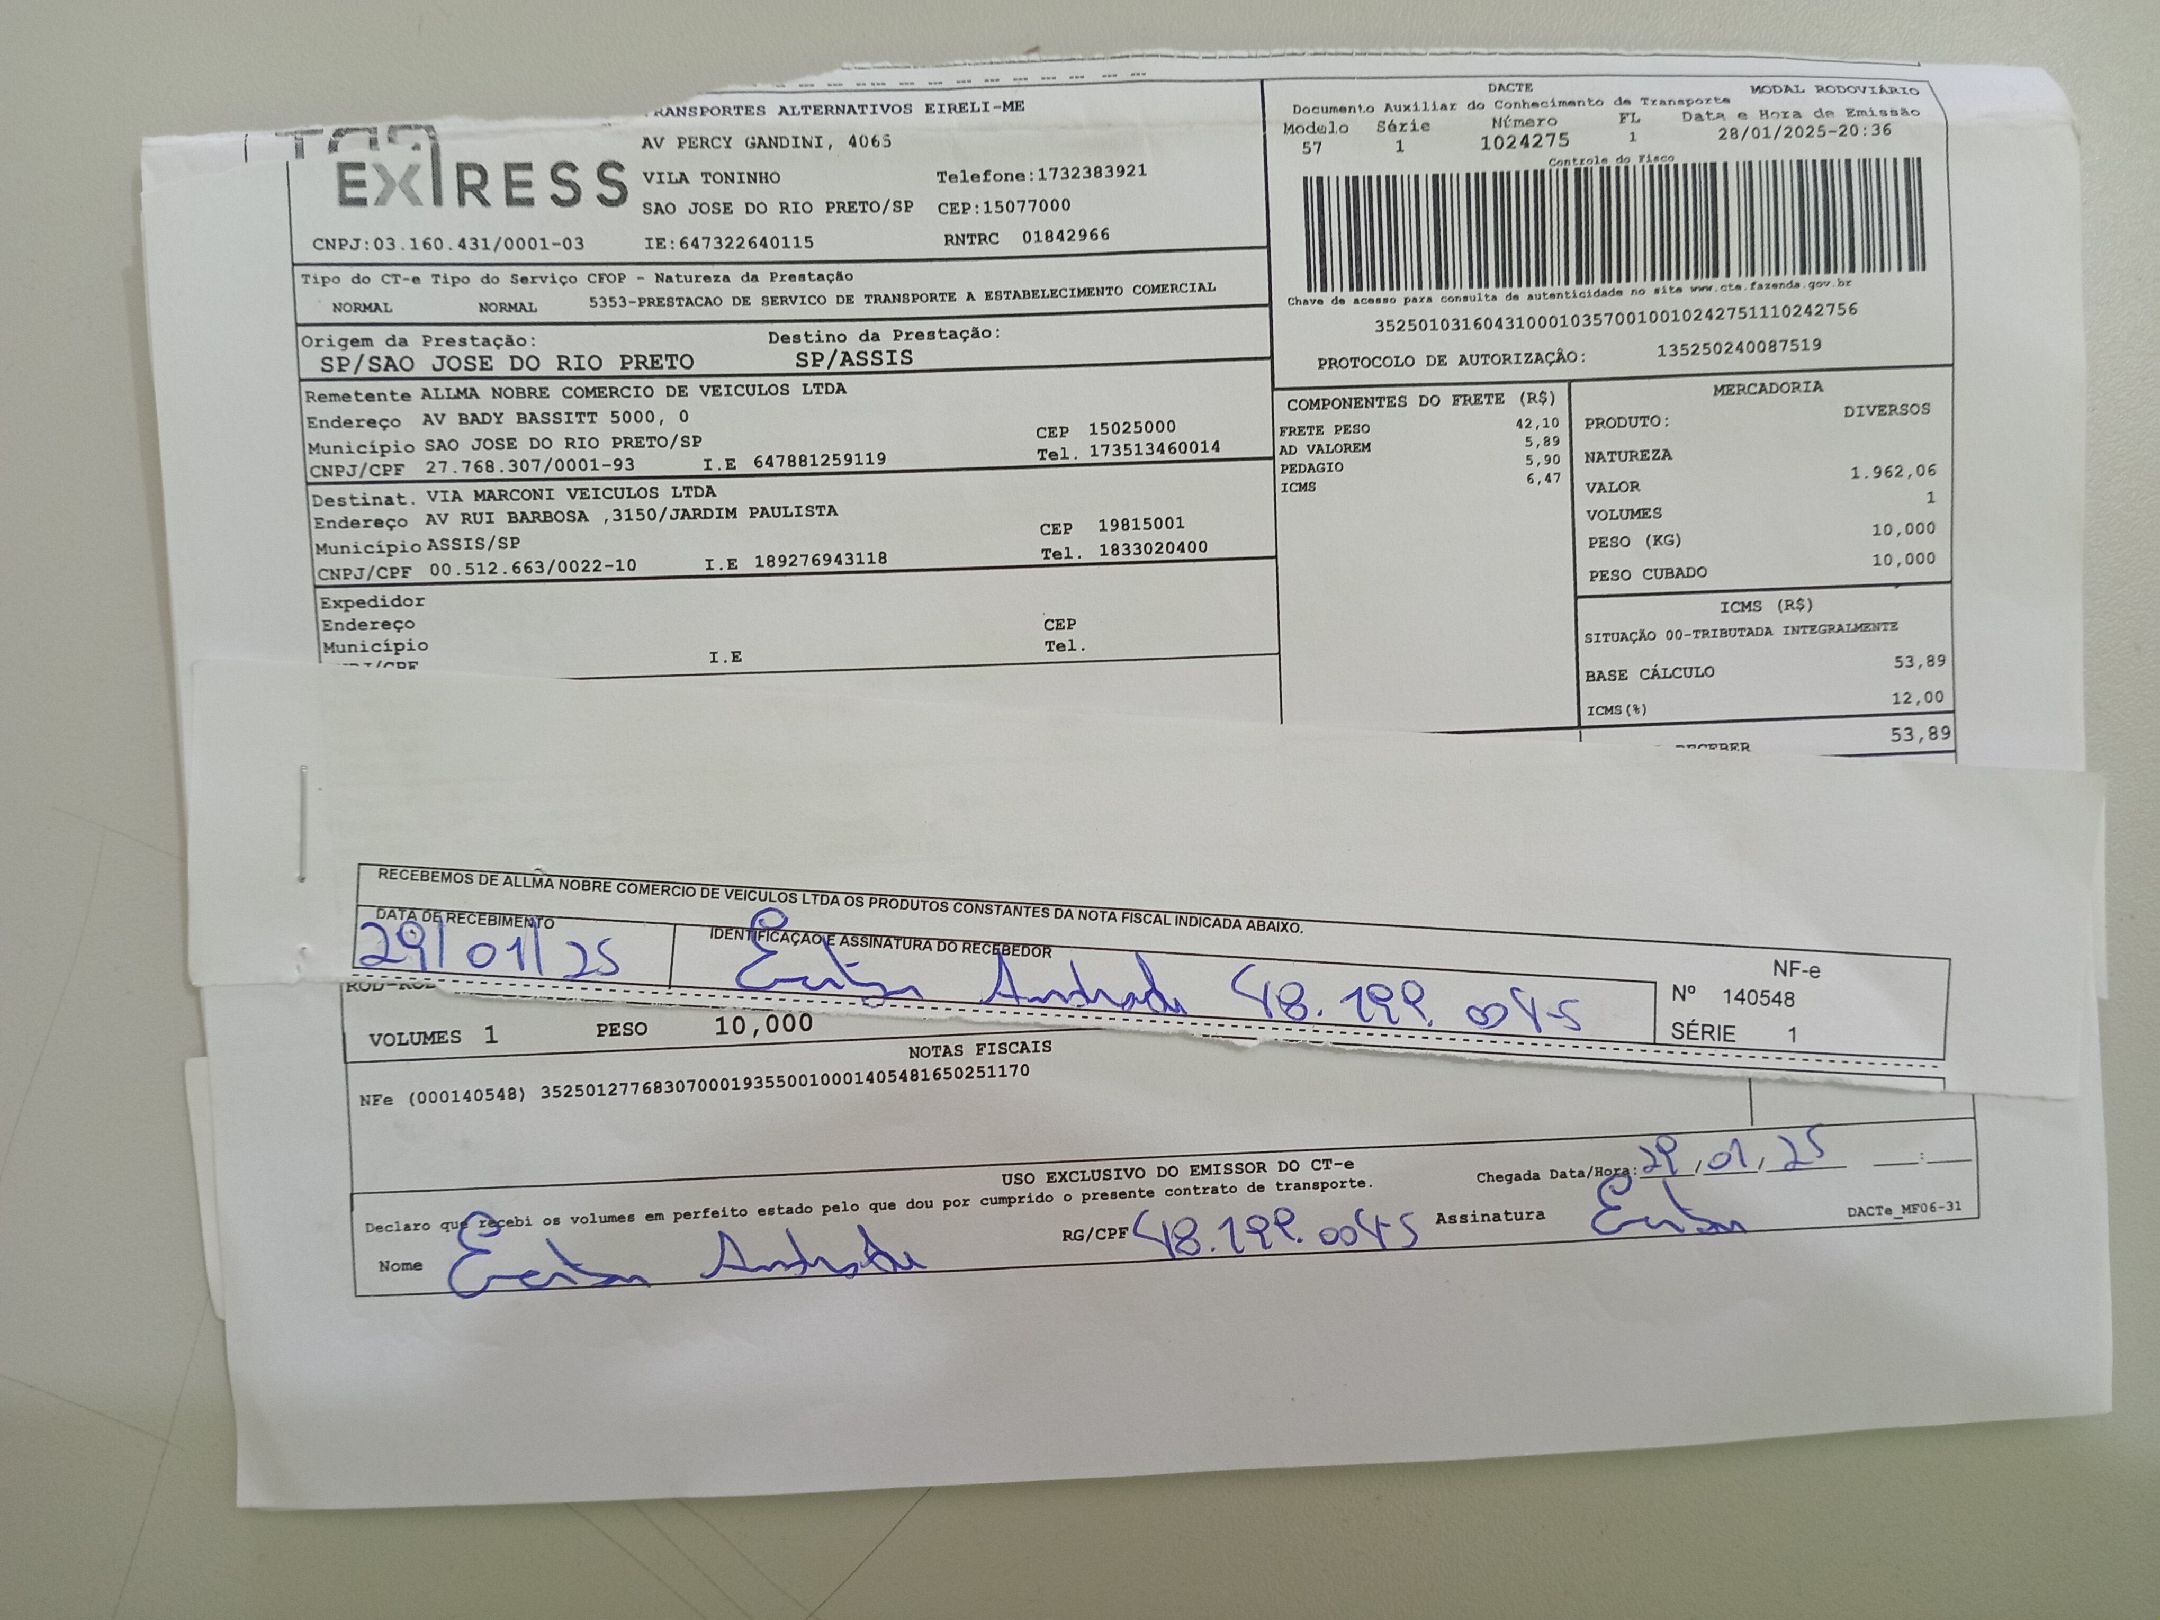 RANSPORTES ALTERNATIVOS EIRELI-ME
EXPRESS
AV PERCY GANDINI, 4065
VILA TONINHO Telefone:1732383921
SAO JOSE DO RIO PRETO/SP CEP:15077000
CNPJ:03.160.431/0001-03 IE:647322640115 RNTRC 01842966
DACTE MODAL RODOVIÁRIO
Documento Auxiliar do Conhecimento de Transporte
Modelo Série Número FL Data e Hora de Emissão
57 1 1024275 1 28/01/2025-20:36
Controle do Fisco
Chave de acesso para consulta de autenticidade no site www.cte.fazenda.gov.br
35250103160431000103570010010242751110242756
PROTOCOLO DE AUTORIZAÇÃO: 135250240087519
Tipo do CT-e Tipo do Serviço CFOP - Natureza da Prestação
NORMAL NORMAL 5353-PRESTACAO DE SERVICO DE TRANSPORTE A ESTABELECIMENTO COMERCIAL
Origem da Prestação: Destino da Prestação:
SP/SAO JOSE DO RIO PRETO SP/ASSIS
Remetente ALLMA NOBRE COMERCIO DE VEICULOS LTDA
Endereço AV BADY BASSITT 5000, 0
Município SAO JOSE DO RIO PRETO/SP CEP 15025000
CNPJ/CPF 27.768.307/0001-93 I.E 647881259119 Tel. 173513460014
Destinat. VIA MARCONI VEICULOS LTDA
Endereço AV RUI BARBOSA ,3150/JARDIM PAULISTA
Município ASSIS/SP CEP 19815001
CNPJ/CPF 00.512.663/0022-10 I.E 189276943118 Tel. 1833020400
Expedidor
Endereço CEP
Município Tel.
I.E
COMPONENTES DO FRETE (R$)
FRETE PESO 42,10
AD VALOREM 5,89
PEDAGIO 5,90
ICMS 6,47
MERCADORIA
PRODUTO: DIVERSOS
NATUREZA
VALOR 1.962,06
VOLUMES 1
PESO (KG) 10,000
PESO CUBADO 10,000
ICMS (R$)
SITUAÇÃO 00-TRIBUTADA INTEGRALMENTE
BASE CÁLCULO 53,89
ICMS(%) 12,00
RECEBER 53,89
RECEBEMOS DE ALLMA NOBRE COMERCIO DE VEICULOS LTDA OS PRODUTOS CONSTANTES DA NOTA FISCAL INDICADA ABAIXO.
DATA DE RECEBIMENTO IDENTIFICAÇÃO E ASSINATURA DO RECEBEDOR
29/01/25 Andrade 48.199.004-5
NF-e
Nº 140548
SÉRIE 1
VOLUMES 1 PESO 10,000
NOTAS FISCAIS
NFe (000140548) 35250127768307000193550010001405481650251170
USO EXCLUSIVO DO EMISSOR DO CT-e
Chegada Data/Hora: 29/01/25 __:__
Declaro que recebi os volumes em perfeito estado pelo que dou por cumprido o presente contrato de transporte.
Nome Andrade RG/CPF 48.199.004-5 Assinatura
DACTe_MF06-31